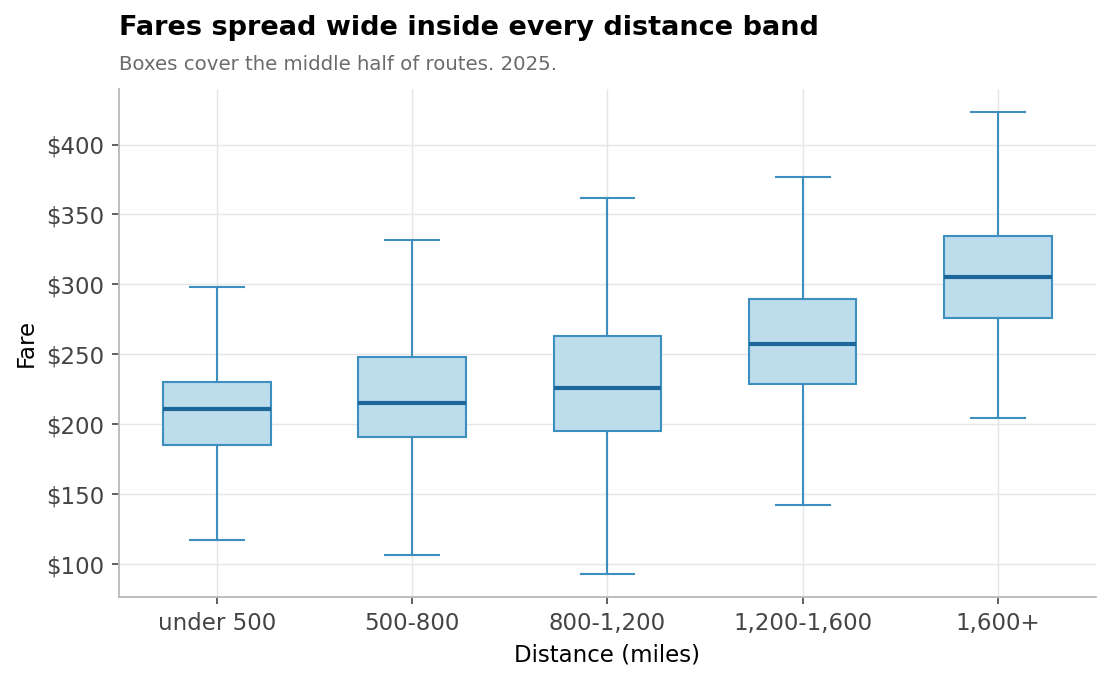 Fares spread wide inside every distance band
Boxes cover the middle half of routes. 2025.
Fare
$400
$350
$300
$250
$200
$150
$100
under 500
500-800
800-1,200
1,200-1,600
1,600+
Distance (miles)